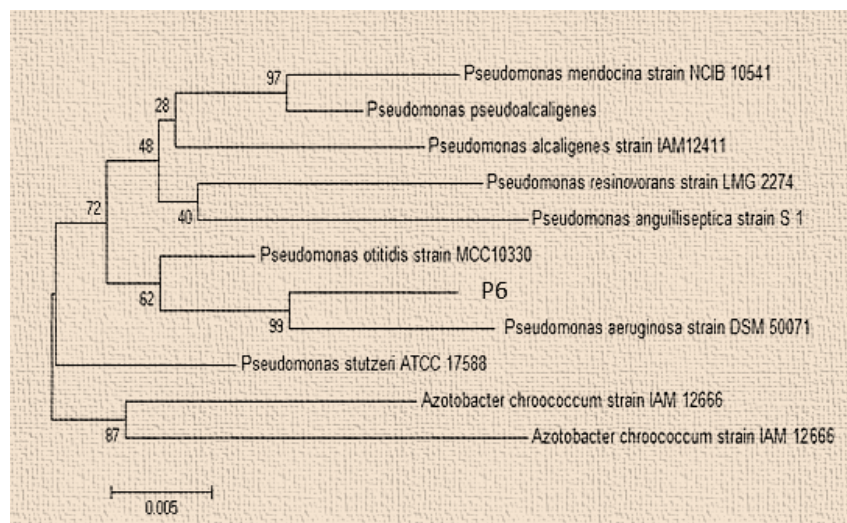 97
Pseudomonas mendocina strain NCIB 10541
28
Pseudomonas pseudoalcaligenes
48
Pseudomonas alcaligenes strain IAM12411
Pseudomonas resinovorans strain LMG 2274
72
40
Pseudomonas anguilliseptica strain S 1
Pseudomonas otitidis strain MCC10330
62
P6
99
Pseudomonas aeruginosa strain DSM 50071
Pseudomonas stutzeri ATCC 17588
Azotobacter chroococcum strain IAM 12666
87
Azotobacter chroococcum strain IAM 12666
0.005